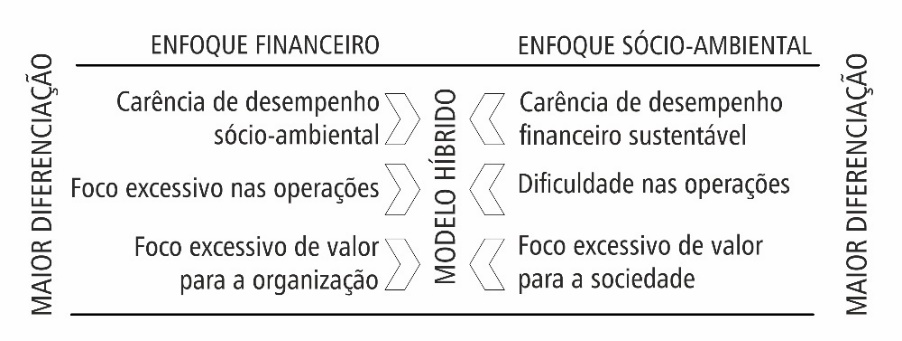 ENFOQUE FINANCEIRO
ENFOQUE SÓCIO-AMBIENTAL
MAIOR DIFERENCIAÇÃO
Carência de desempenho
sócio-ambiental
Foco excessivo nas operações
Foco excessivo de valor
para a organização
MODELO HÍBRIDO
Carência de desempenho
financeiro sustentável
Dificuldade nas operações
Foco excessivo de valor
para a sociedade
MAIOR DIFERENCIAÇÃO